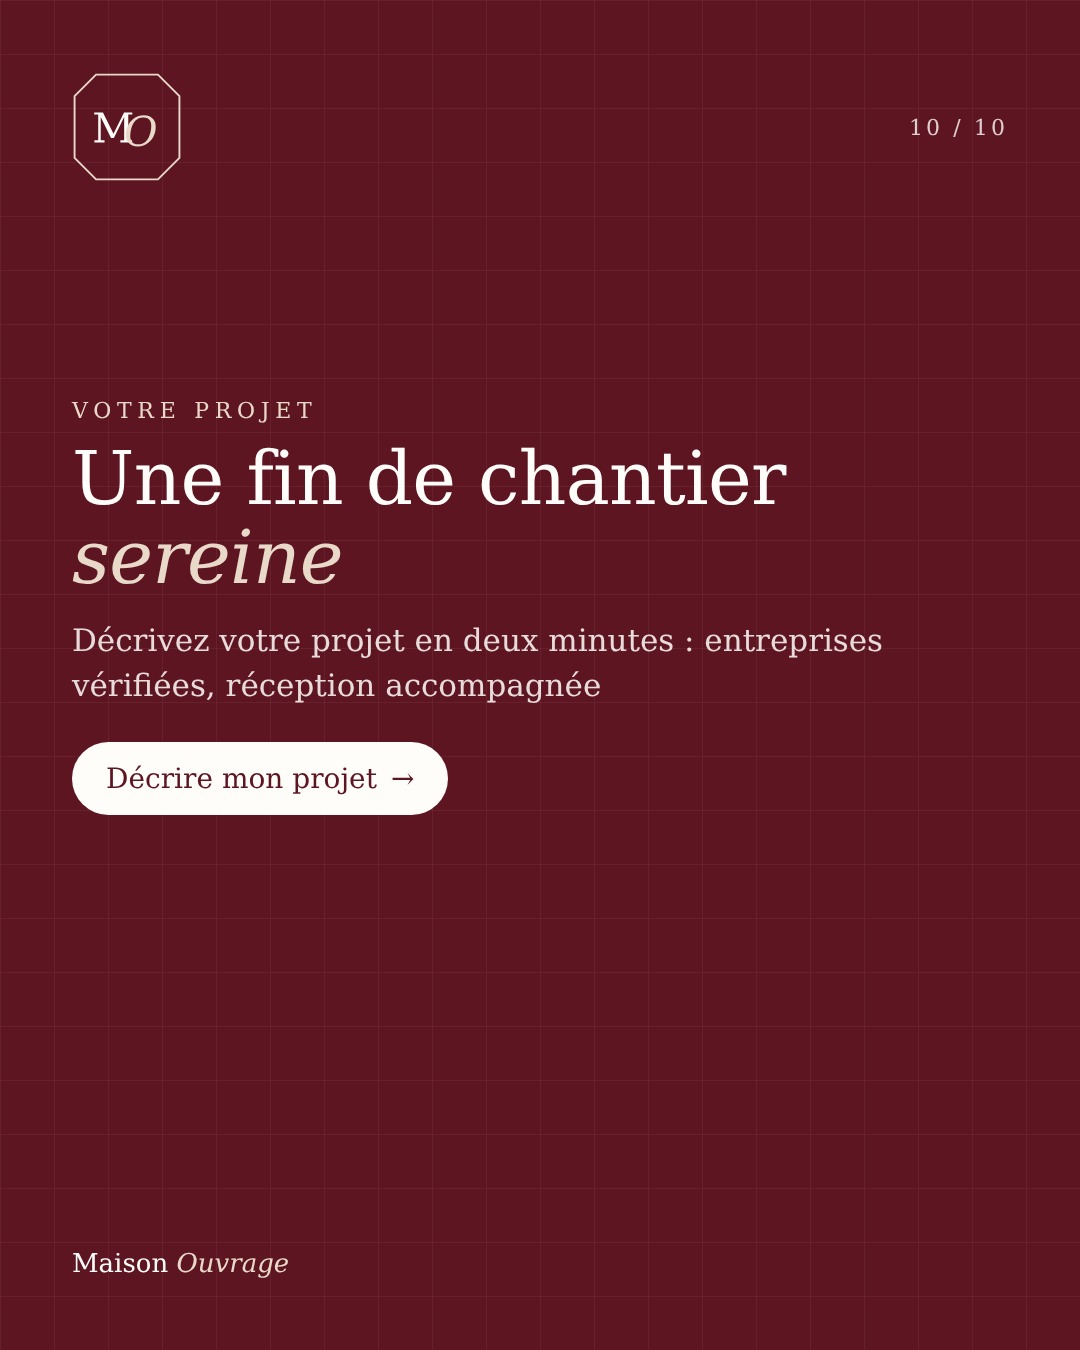 MO
10 / 10
VOTRE PROJET
Une fin de chantier
sereine
Décrivez votre projet en deux minutes : entreprises
vérifiées, réception accompagnée
Décrire mon projet →
Maison Ouvrage